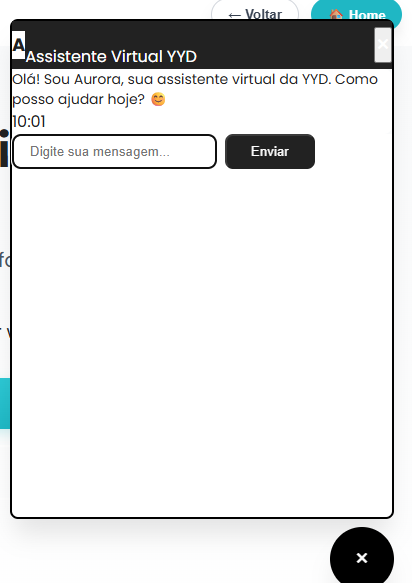 ← Voltar
🏠 Home
×
A
Assistente Virtual YYD
Olá! Sou Aurora, sua assistente virtual da YYD. Como
posso ajudar hoje? 😊
10:01
Digite sua mensagem...
Enviar
×